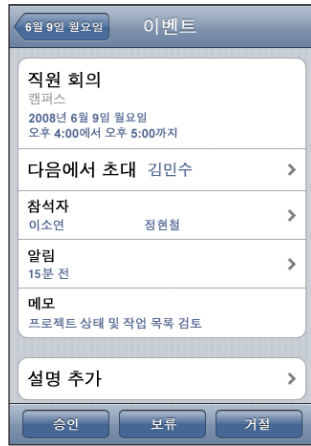 6월 9일 월요일 이벤트
직원 회의
캠퍼스
2008년 6월 9일 월요일
오후 4:00에서 오후 5:00까지
다음에서 초대 김민수
참석자
이소연 정현철
알림
15분 전
메모
프로젝트 상태 및 작업 목록 검토
설명 추가
승인 보류 거절